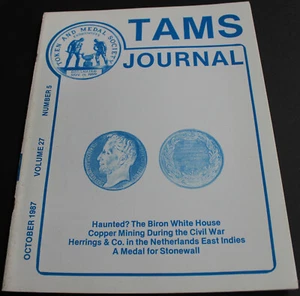 TAMS
JOURNAL
TOKEN AND MEDAL SOCIETY
OCTOBER 1987 VOLUME 27 NUMBER 5
Haunted? The Biron White House
Copper Mining During the Civil War
Herrings & Co. in the Netherlands East Indies
A Medal for Stonewall